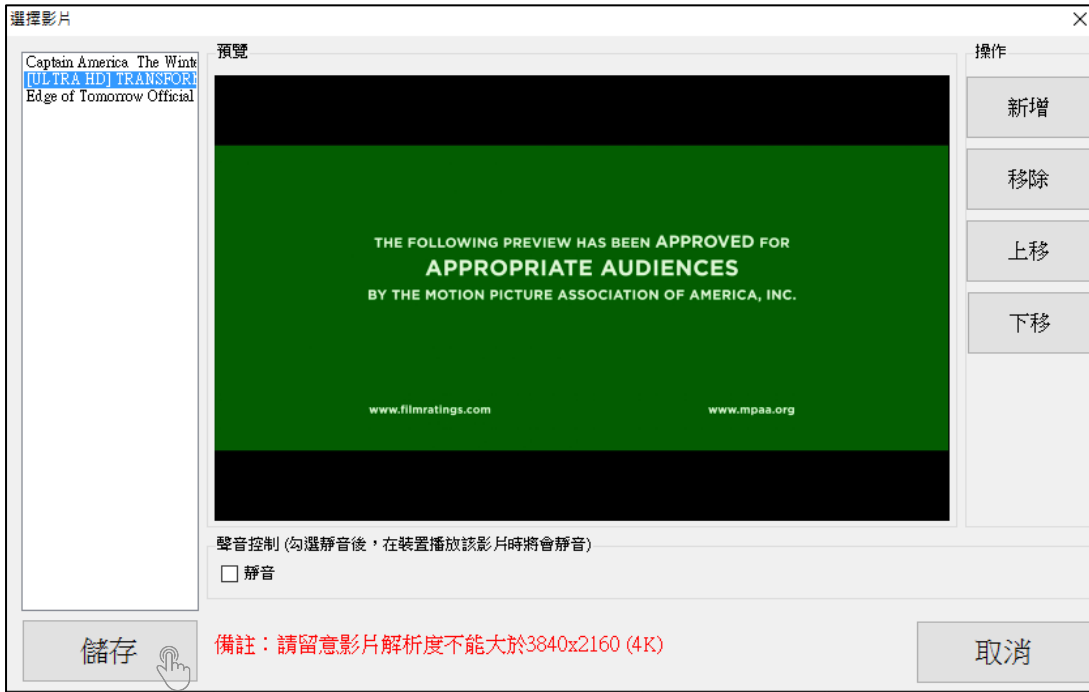 選擇影片
Captain America The Winte
[ULTRA HD] TRANSFORM
Edge of Tomorrow Official
預覽
THE FOLLOWING PREVIEW HAS BEEN APPROVED FOR
APPROPRIATE AUDIENCES
BY THE MOTION PICTURE ASSOCIATION OF AMERICA, INC.
www.filmratings.com
www.mpaa.org
操作
新增
移除
上移
下移
聲音控制 (勾選靜音後，在裝置播放該影片時將會靜音)
靜音
儲存
備註：請留意影片解析度不能大於3840x2160 (4K)
取消